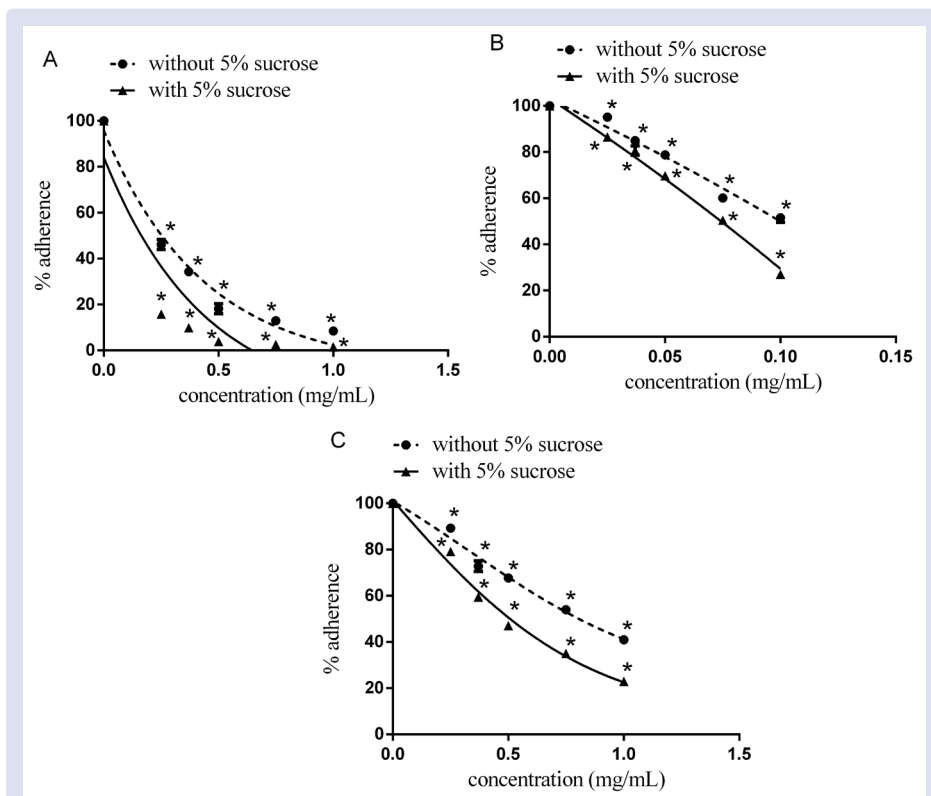 A
without 5% sucrose
with 5% sucrose
100
80
60
40
20
0
% adherence
* * * * *
* * * * *
0.0 0.5 1.0 1.5
concentration (mg/mL)
B
without 5% sucrose
with 5% sucrose
100
80
60
40
20
0
% adherence
* * * * *
* * * * *
0.00 0.05 0.10 0.15
concentration (mg/mL)
C
without 5% sucrose
with 5% sucrose
100
80
60
40
20
0
% adherence
* * * * *
* * * * *
0.0 0.5 1.0 1.5
concentration (mg/mL)